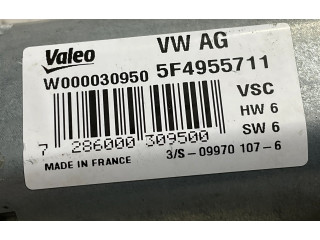 Valeo VW AG
W000030950 5F4955711
VSC
HW 6
SW 6
7 286000 309500
MADE IN FRANCE 3/S - 09970 107-6